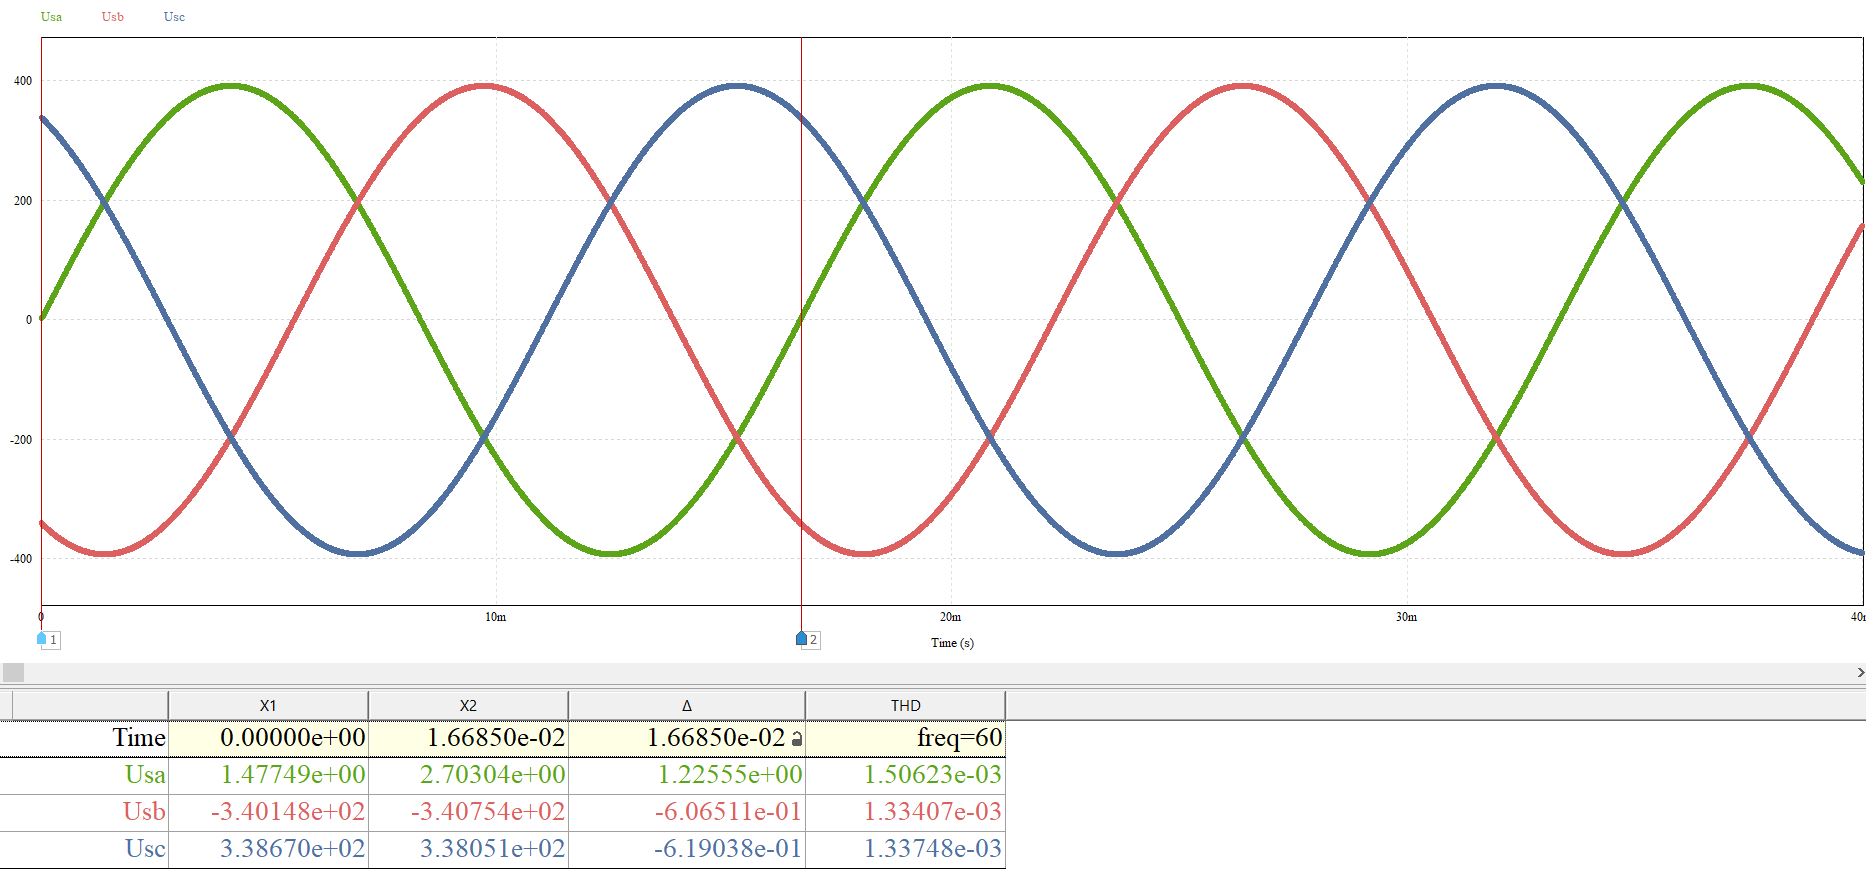 Usa Usb Usc
400
200
0
-200
-400
0 10m 20m 30m 40m
1 2
Time (s)
X1 X2 Δ THD
Time 0.00000e+00 1.66850e-02 1.66850e-02 freq=60
Usa 1.47749e+00 2.70304e+00 1.22555e+00 1.50623e-03
Usb -3.40148e+02 -3.40754e+02 -6.06511e-01 1.33407e-03
Usc 3.38670e+02 3.38051e+02 -6.19038e-01 1.33748e-03